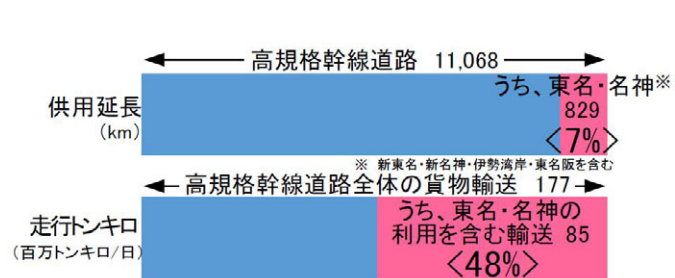 高規格幹線道路 11,068
供用延長
(km)
うち、東名・名神※
829
<7%>
※ 新東名・新名神・伊勢湾岸・東名阪を含む
高規格幹線道路全体の貨物輸送 177
走行トンキロ
(百万トンキロ/日)
うち、東名・名神の
利用を含む輸送 85
<48%>